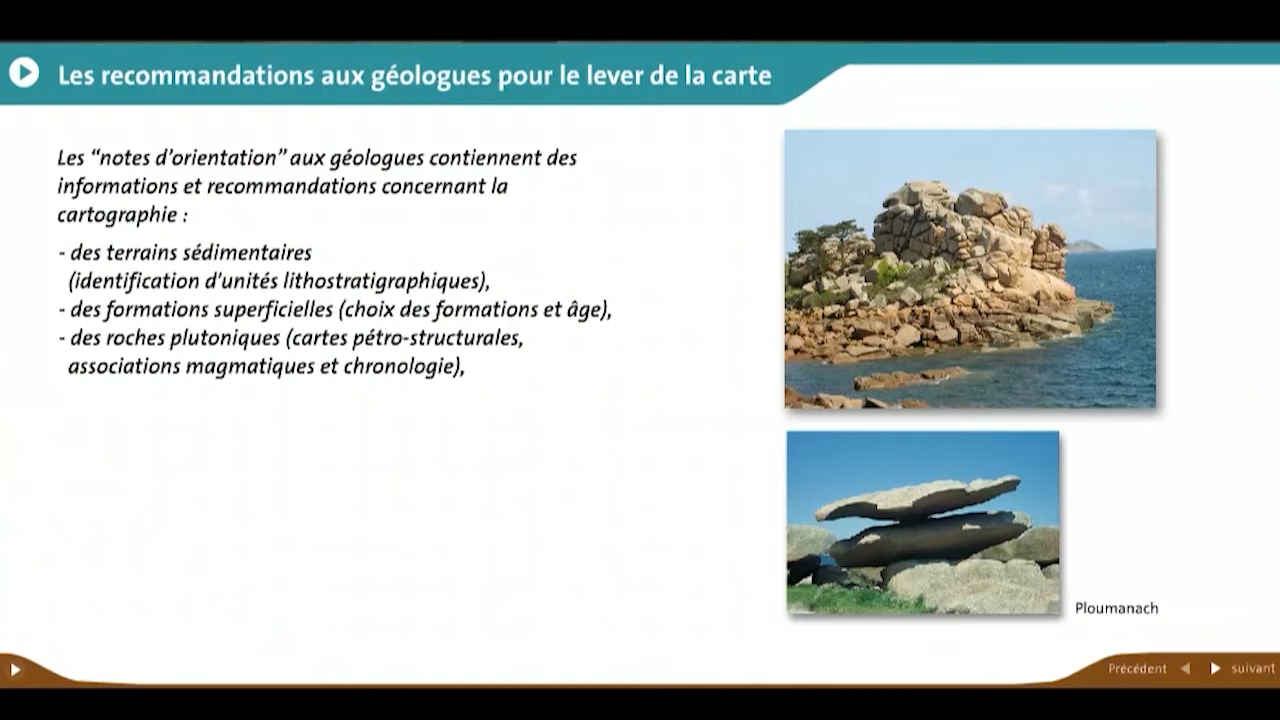 Les recommandations aux géologues pour le lever de la carte
Les “notes d’orientation” aux géologues contiennent des
informations et recommandations concernant la
cartographie :
- des terrains sédimentaires
(identification d'unités lithostratigraphiques),
- des formations superficielles (choix des formations et âge),
- des roches plutoniques (cartes pétro-structurales,
associations magmatiques et chronologie),
Ploumanach
Précédent
suivant